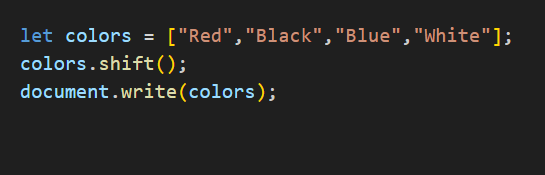 let colors = ["Red","Black","Blue","White"];
colors.shift();
document.write(colors);